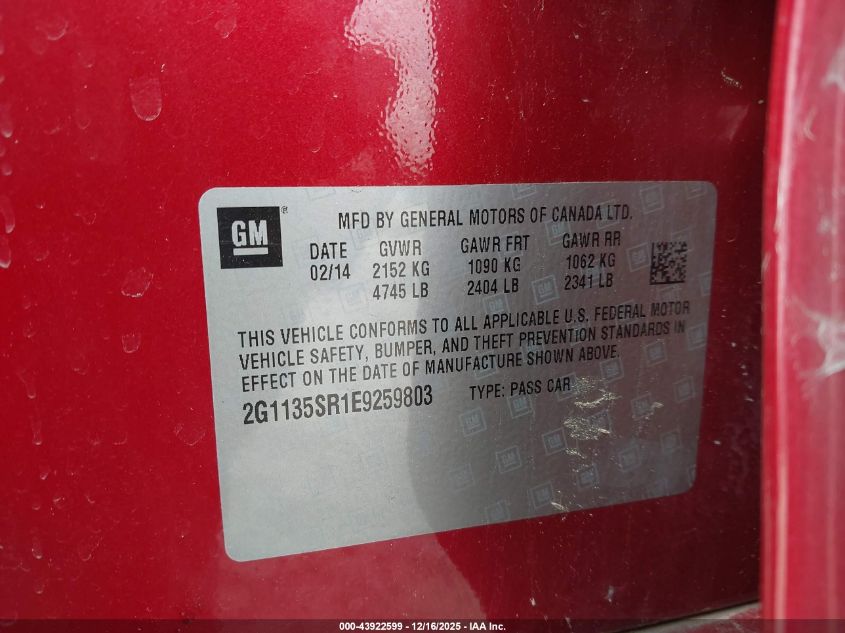 GM ®
MFD BY GENERAL MOTORS OF CANADA LTD.
DATE GVWR GAWR FRT GAWR RR
02/14 2152 KG 1090 KG 1062 KG
4745 LB 2404 LB 2341 LB
THIS VEHICLE CONFORMS TO ALL APPLICABLE U.S. FEDERAL MOTOR
VEHICLE SAFETY, BUMPER, AND THEFT PREVENTION STANDARDS IN
EFFECT ON THE DATE OF MANUFACTURE SHOWN ABOVE.
2G1135SR1E9259803 TYPE: PASS CAR
000-43922599 - 12/16/2025 - IAA Inc.